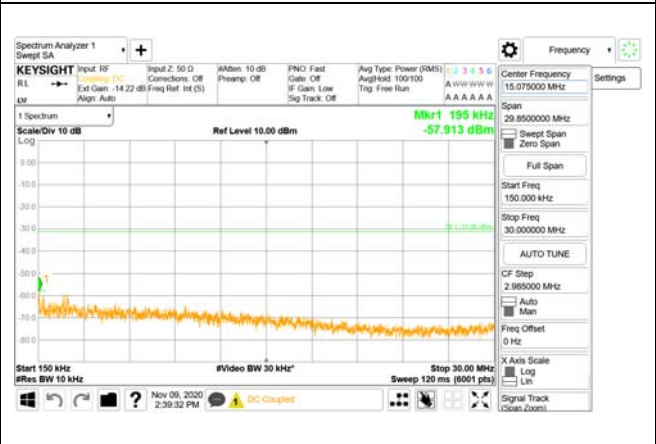 Spectrum Analyzer 1
Swept SA
+
Frequency
KEYSIGHT
RL
Input: RF
Coupling: DC
Ext Gain: -14.22 dB
Align: Auto
Input Z: 50 Ω
Corrections: Off
Freq Ref: Int (S)
#Atten: 10 dB
Preamp: Off
PNO: Fast
Gate: Off
IF Gain: Low
Sig Track: Off
Avg Type: Power (RMS)
Avg|Hold: 100/100
Trig: Free Run
1 2 3 4 5 6
A W W W W W
A A A A A A
1 Spectrum
Scale/Div 10 dB
Log
Ref Level 10.00 dBm
Mkr1 195 kHz
-57.913 dBm
0.00
-10.0
-20.0
-30.0
-40.0
-50.0
-60.0
-70.0
-80.0
1
Start 150 kHz
#Res BW 10 kHz
#Video BW 30 kHz*
Stop 30.00 MHz
Sweep 120 ms (6001 pts)
Nov 09, 2020
2:39:32 PM
DC Coupled
Center Frequency
15.075000 MHz
Settings
Span
29.8500000 MHz
Swept Span
Zero Span
Full Span
Start Freq
150.000 kHz
Stop Freq
30.000000 MHz
AUTO TUNE
CF Step
2.985000 MHz
Auto
Man
Freq Offset
0 Hz
X Axis Scale
Log
Lin
Signal Track
(Span Zoom)